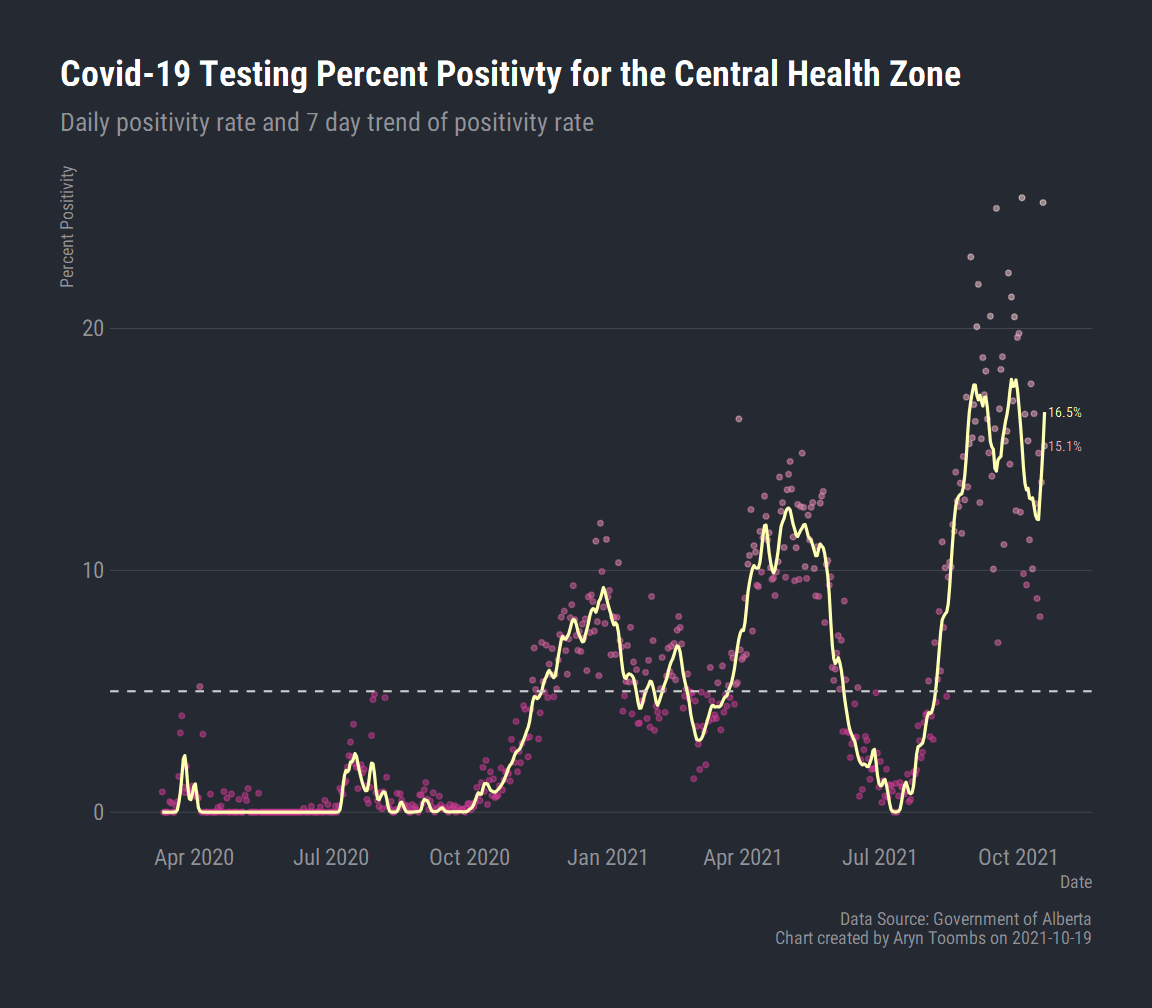 Covid-19 Testing Percent Positivty for the Central Health Zone
Daily positivity rate and 7 day trend of positivity rate
Percent Positivity
20
16.5%
15.1%
10
0
Apr 2020 Jul 2020 Oct 2020 Jan 2021 Apr 2021 Jul 2021 Oct 2021
Date
Data Source: Government of Alberta
Chart created by Aryn Toombs on 2021-10-19